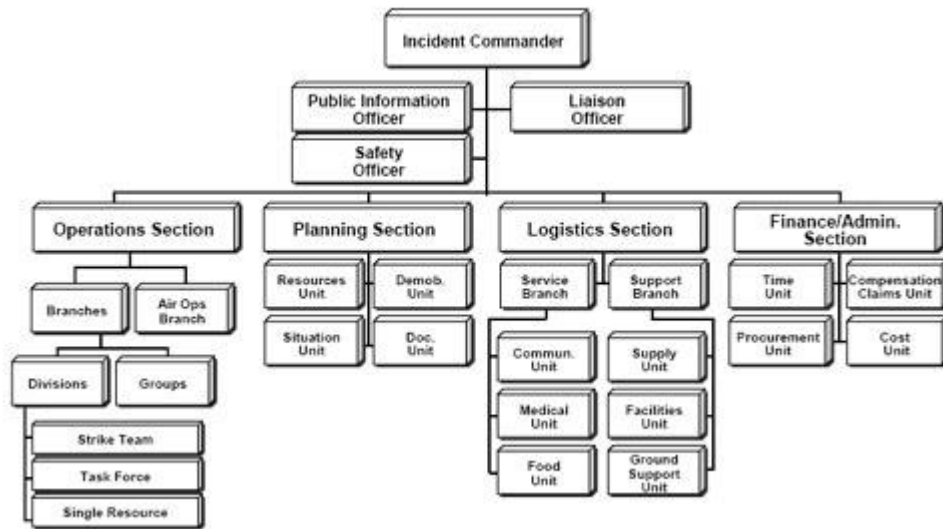 Incident Commander
Public Information
Officer
Liaison
Officer
Safety
Officer
Operations Section
Planning Section
Logistics Section
Finance/Admin.
Section
Branches
Air Ops
Branch
Divisions
Groups
Strike Team
Task Force
Single Resource
Resources
Unit
Demob.
Unit
Situation
Unit
Doc.
Unit
Service
Branch
Support
Branch
Commun.
Unit
Medical
Unit
Food
Unit
Supply
Unit
Facilities
Unit
Ground
Support
Unit
Time
Unit
Compensation
Claims Unit
Procurement
Unit
Cost
Unit